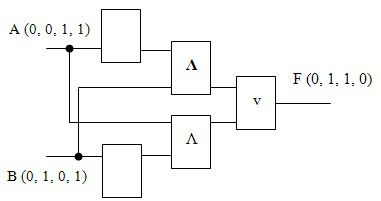 A (0, 0, 1, 1)
Λ
F (0, 1, 1, 0)
v
Λ
B (0, 1, 0, 1)